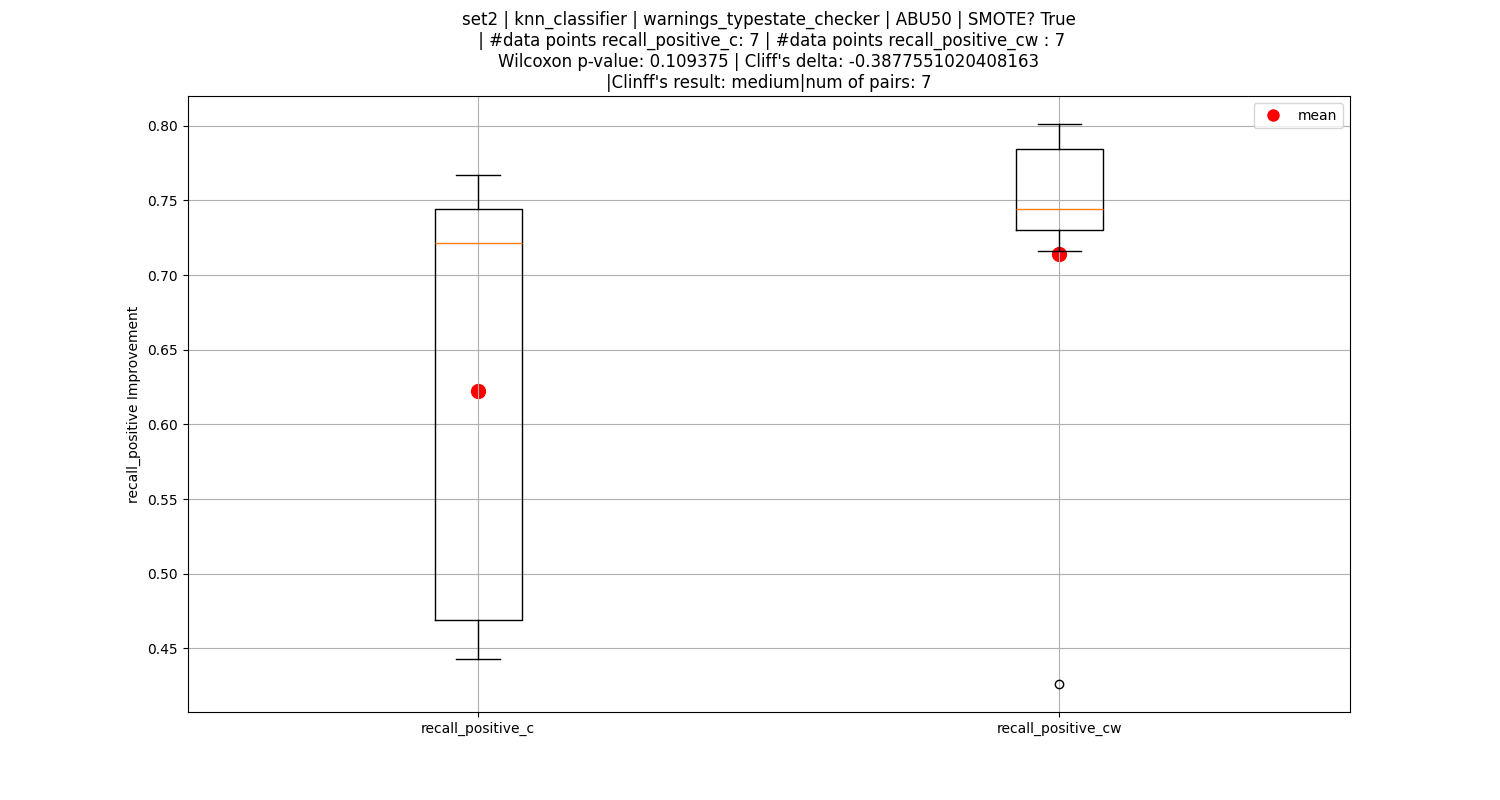 set2 | knn_classifier | warnings_typestate_checker | ABU50 | SMOTE? True
| #data points recall_positive_c: 7 | #data points recall_positive_cw : 7
Wilcoxon p-value: 0.109375 | Cliff's delta: -0.3877551020408163
|Clinff's result: medium|num of pairs: 7
mean
0.80
0.75
0.70
0.65
0.60
0.55
0.50
0.45
recall_positive Improvement
recall_positive_c
recall_positive_cw